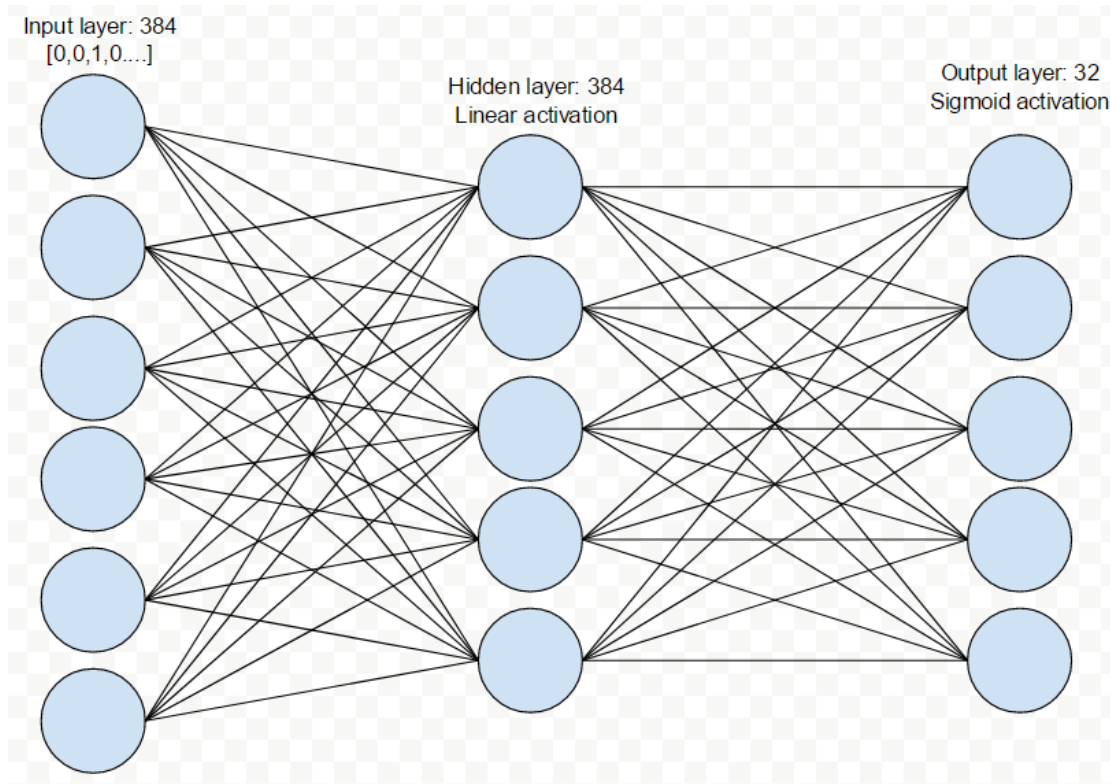 Input layer: 384
[0,0,1,0....]
Hidden layer: 384
Linear activation
Output layer: 32
Sigmoid activation